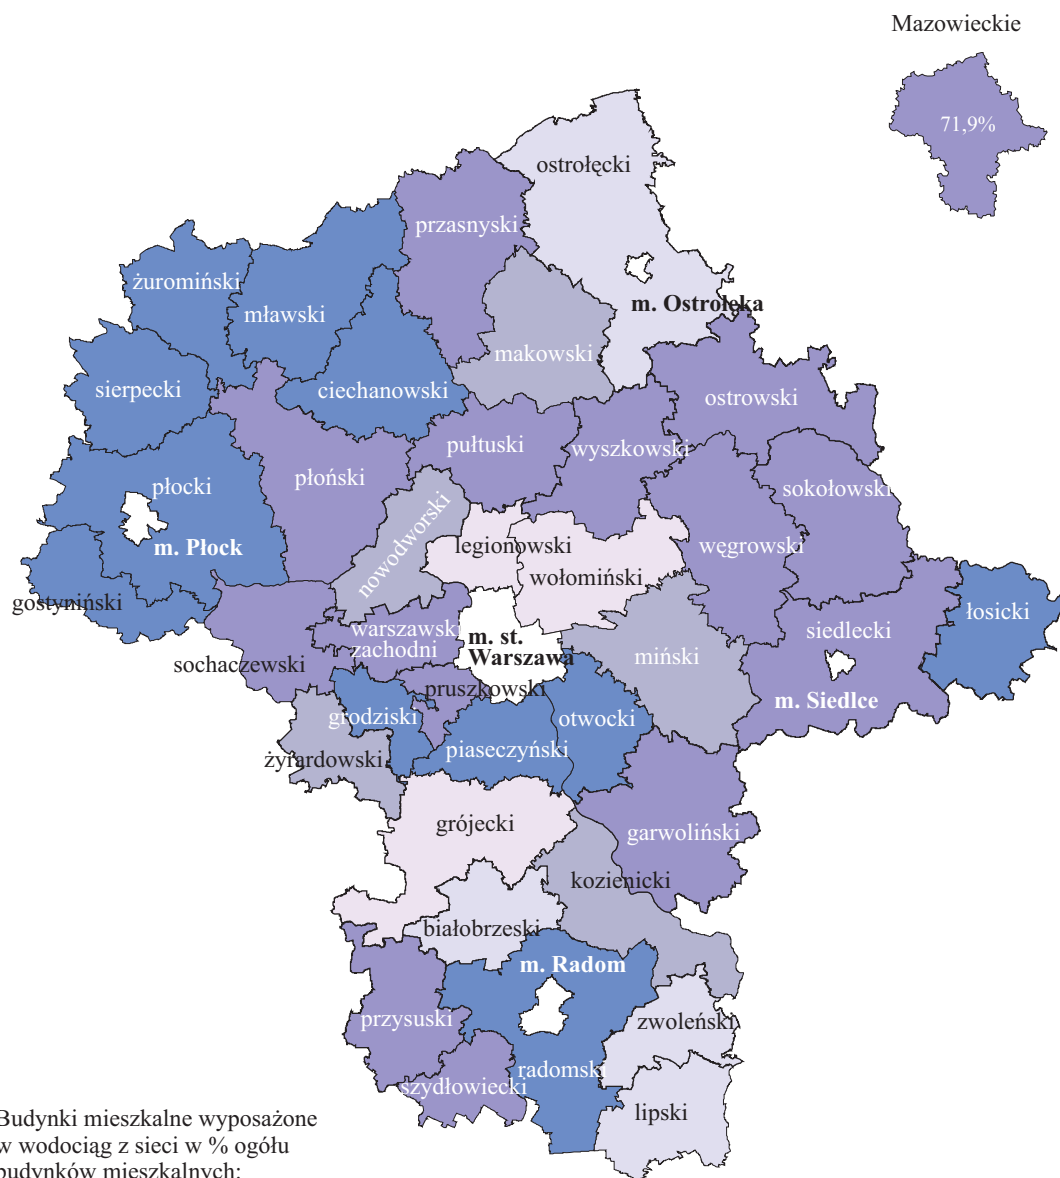 Mazowieckie
71,9%
ostrołęcki
przasnyski
żuromiński
m. Ostrołęka
mławski
makowski
sierpecki
ciechanowski
ostrowski
pułtuski
wyszkowski
płoński
sokołowski
płocki
nowodworski
m. Płock
legionowski
węgrowski
wołomiński
gostyniński
łosicki
warszawski
zachodni
m. st.
Warszawa
siedlecki
sochaczewski
miński
pruszkowski
m. Siedlce
grodziski
otwocki
piaseczyński
żyrardowski
grójecki
garwoliński
kozienicki
białobrzeski
m. Radom
przysuski
zwoleński
radomski
szydłowiecki
lipski
Budynki mieszkalne wyposażone
w wodociąg z sieci w % ogółu
budynków mieszkalnych: